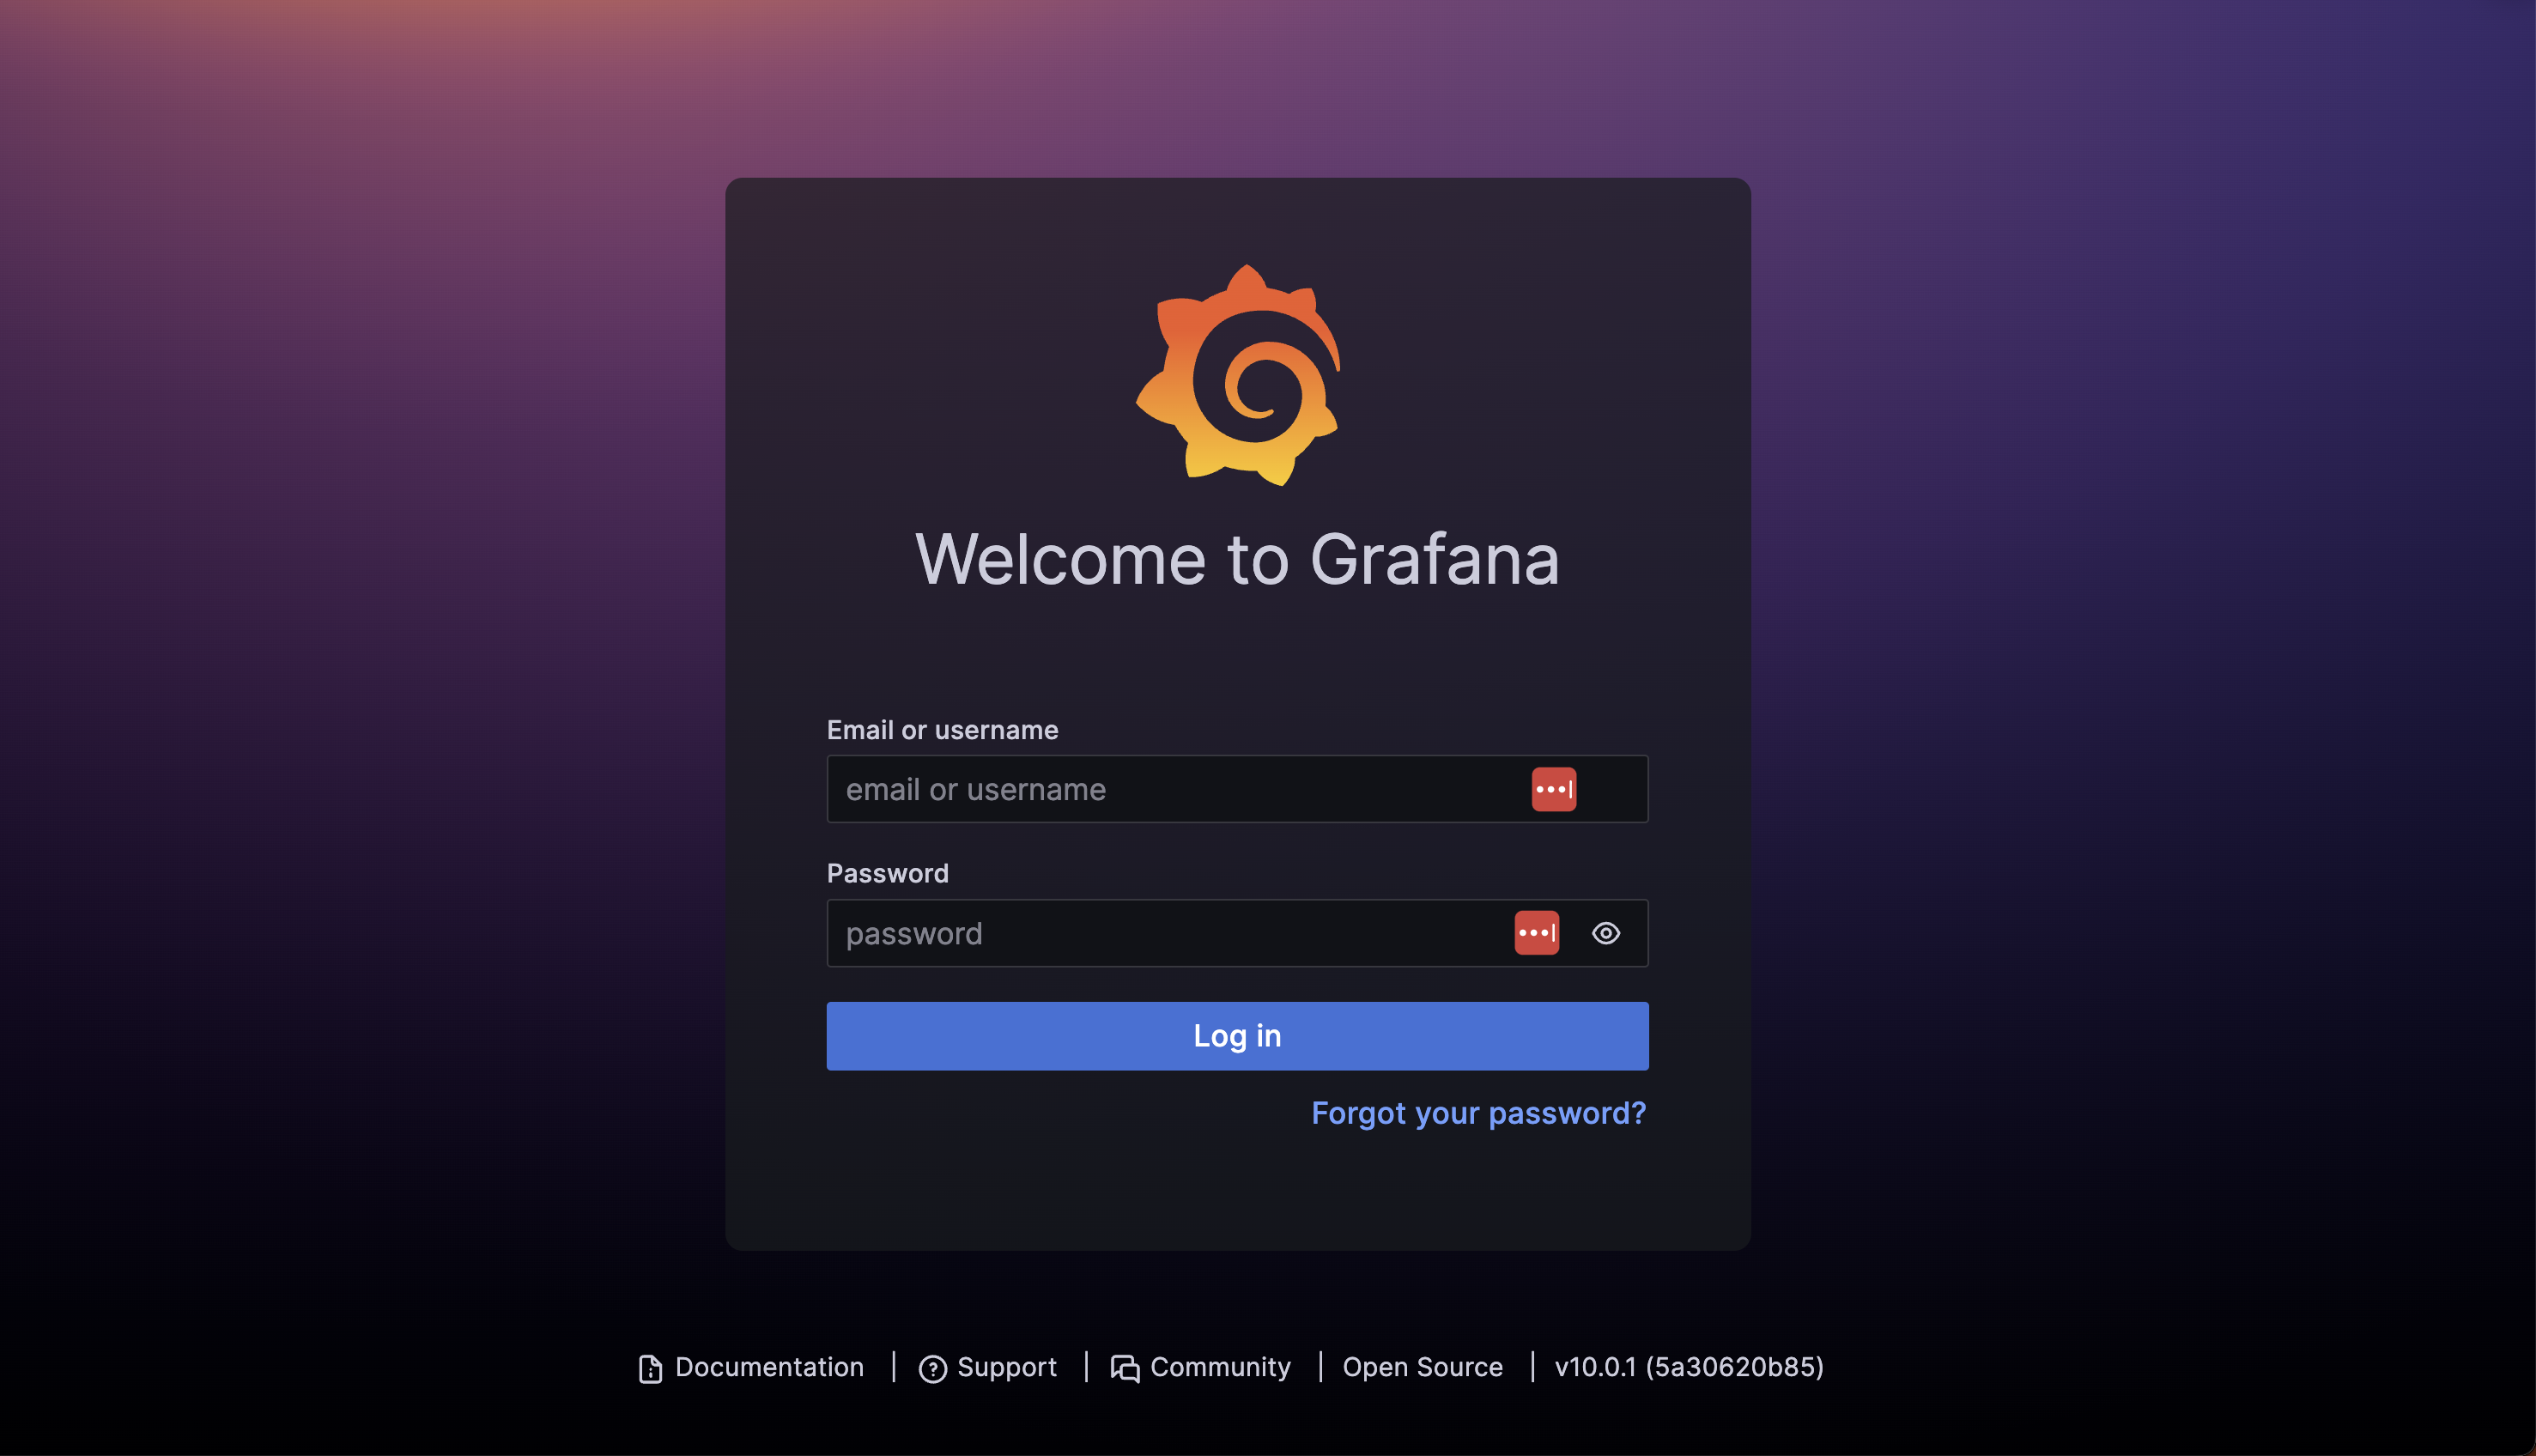 Welcome to Grafana
Email or username
email or username
Password
password
Log in
Forgot your password?
Documentation | Support | Community | Open Source | v10.0.1 (5a30620b85)